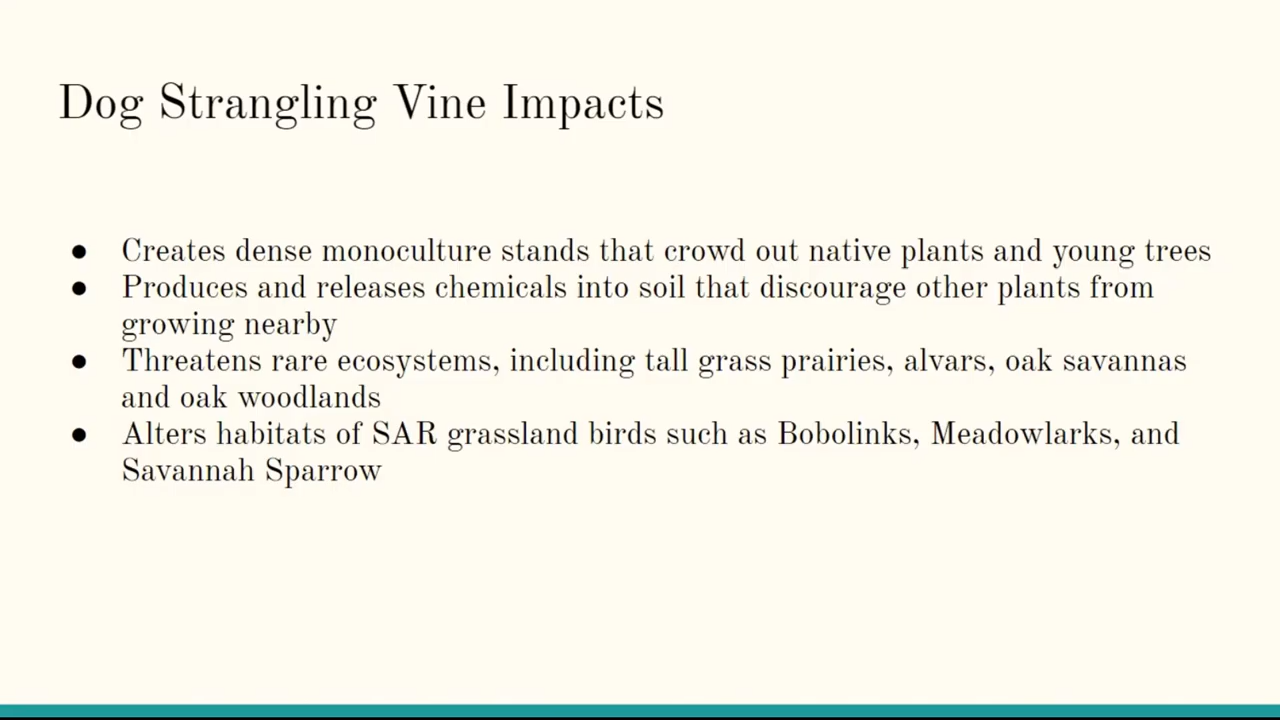 Dog Strangling Vine Impacts
● Creates dense monoculture stands that crowd out native plants and young trees
● Produces and releases chemicals into soil that discourage other plants from
growing nearby
● Threatens rare ecosystems, including tall grass prairies, alvars, oak savannas
and oak woodlands
● Alters habitats of SAR grassland birds such as Bobolinks, Meadowlarks, and
Savannah Sparrow